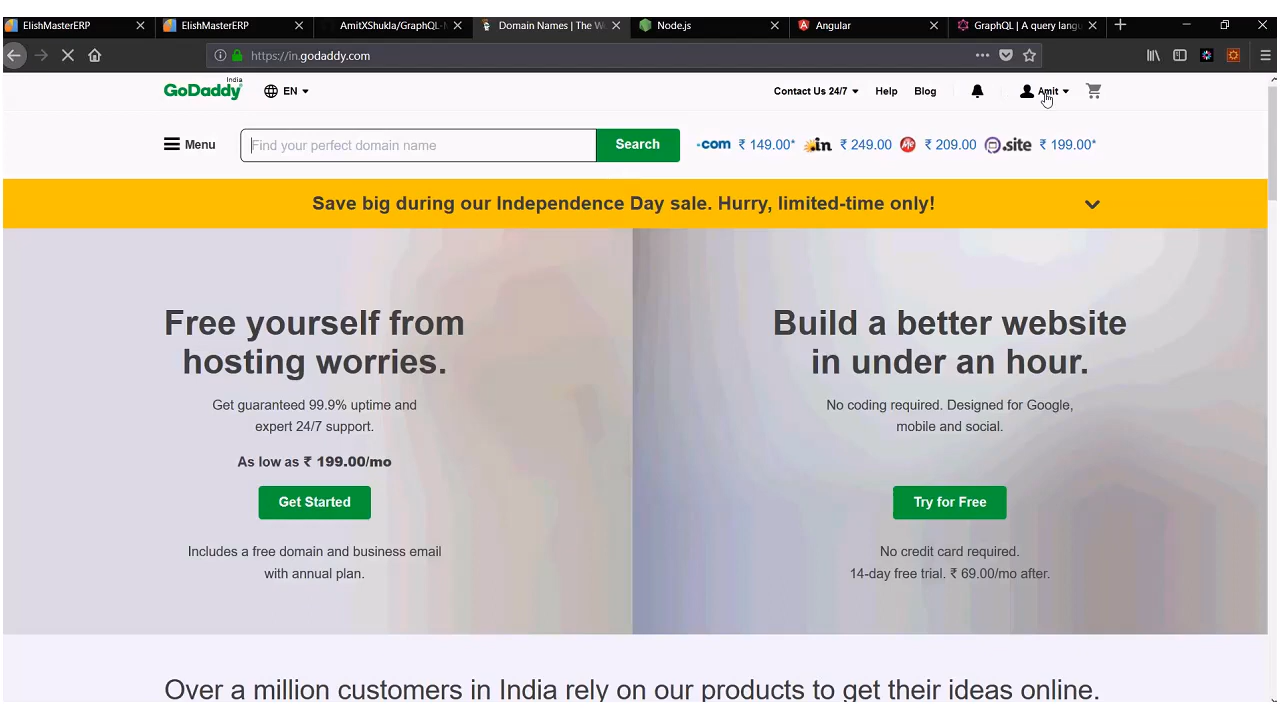 ElishMasterERP
ElishMasterERP
AmitXShukla/GraphQL-
Domain Names | The W
Node.js
Angular
GraphQL | A query langu
https://in.godaddy.com
GoDaddy India
EN
Contact Us 24/7
Help
Blog
Amit
Menu
Find your perfect domain name
Search
.com ₹ 149.00*
.in ₹ 249.00
₹ 209.00
.site ₹ 199.00*
Save big during our Independence Day sale. Hurry, limited-time only!
Free yourself from
hosting worries.
Get guaranteed 99.9% uptime and
expert 24/7 support.
As low as ₹ 199.00/mo
Get Started
Includes a free domain and business email
with annual plan.
Build a better website
in under an hour.
No coding required. Designed for Google,
mobile and social.
Try for Free
No credit card required.
14-day free trial. ₹ 69.00/mo after.
Over a million customers in India rely on our products to get their ideas online.